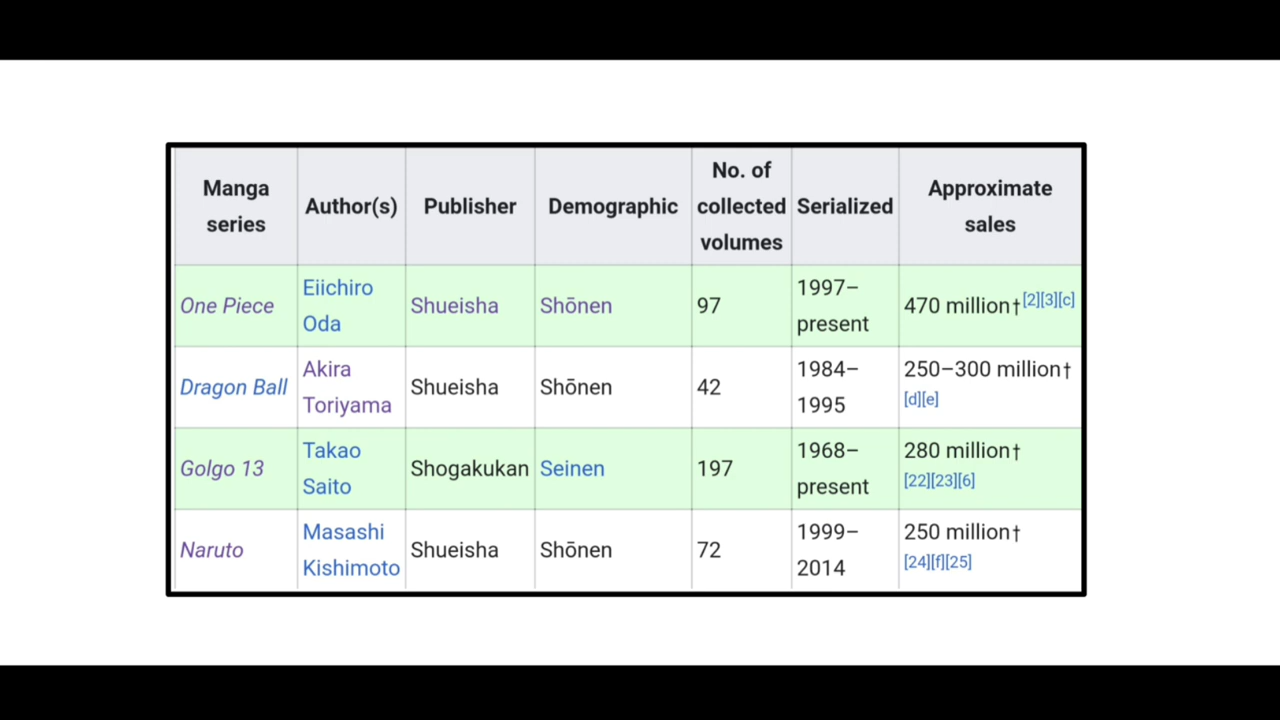 Manga series
Author(s)
Publisher
Demographic
No. of collected volumes
Serialized
Approximate sales
One Piece
Eiichiro Oda
Shueisha
Shōnen
97
1997–present
470 million†[2][3][c]
Dragon Ball
Akira Toriyama
Shueisha
Shōnen
42
1984–1995
250–300 million†[d][e]
Golgo 13
Takao Saito
Shogakukan
Seinen
197
1968–present
280 million†[22][23][6]
Naruto
Masashi Kishimoto
Shueisha
Shōnen
72
1999–2014
250 million†[24][f][25]